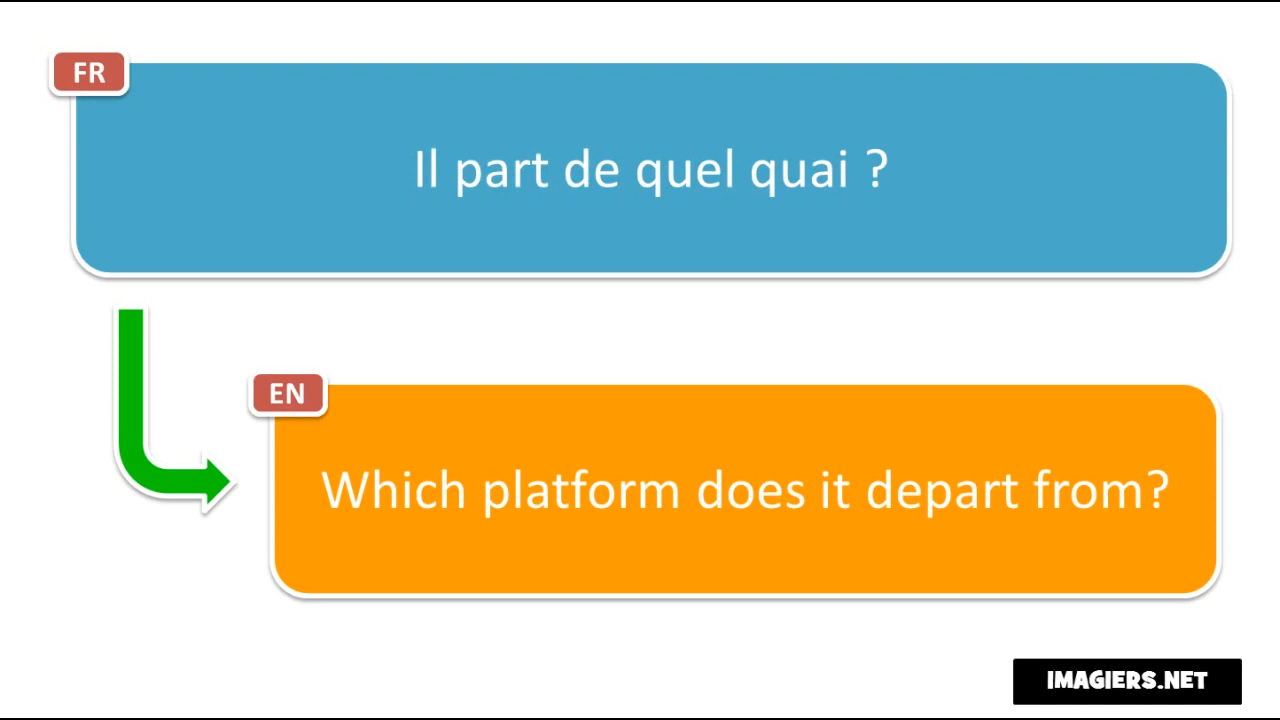 FR
Il part de quel quai ?
EN
Which platform does it depart from?
IMAGIERS.NET